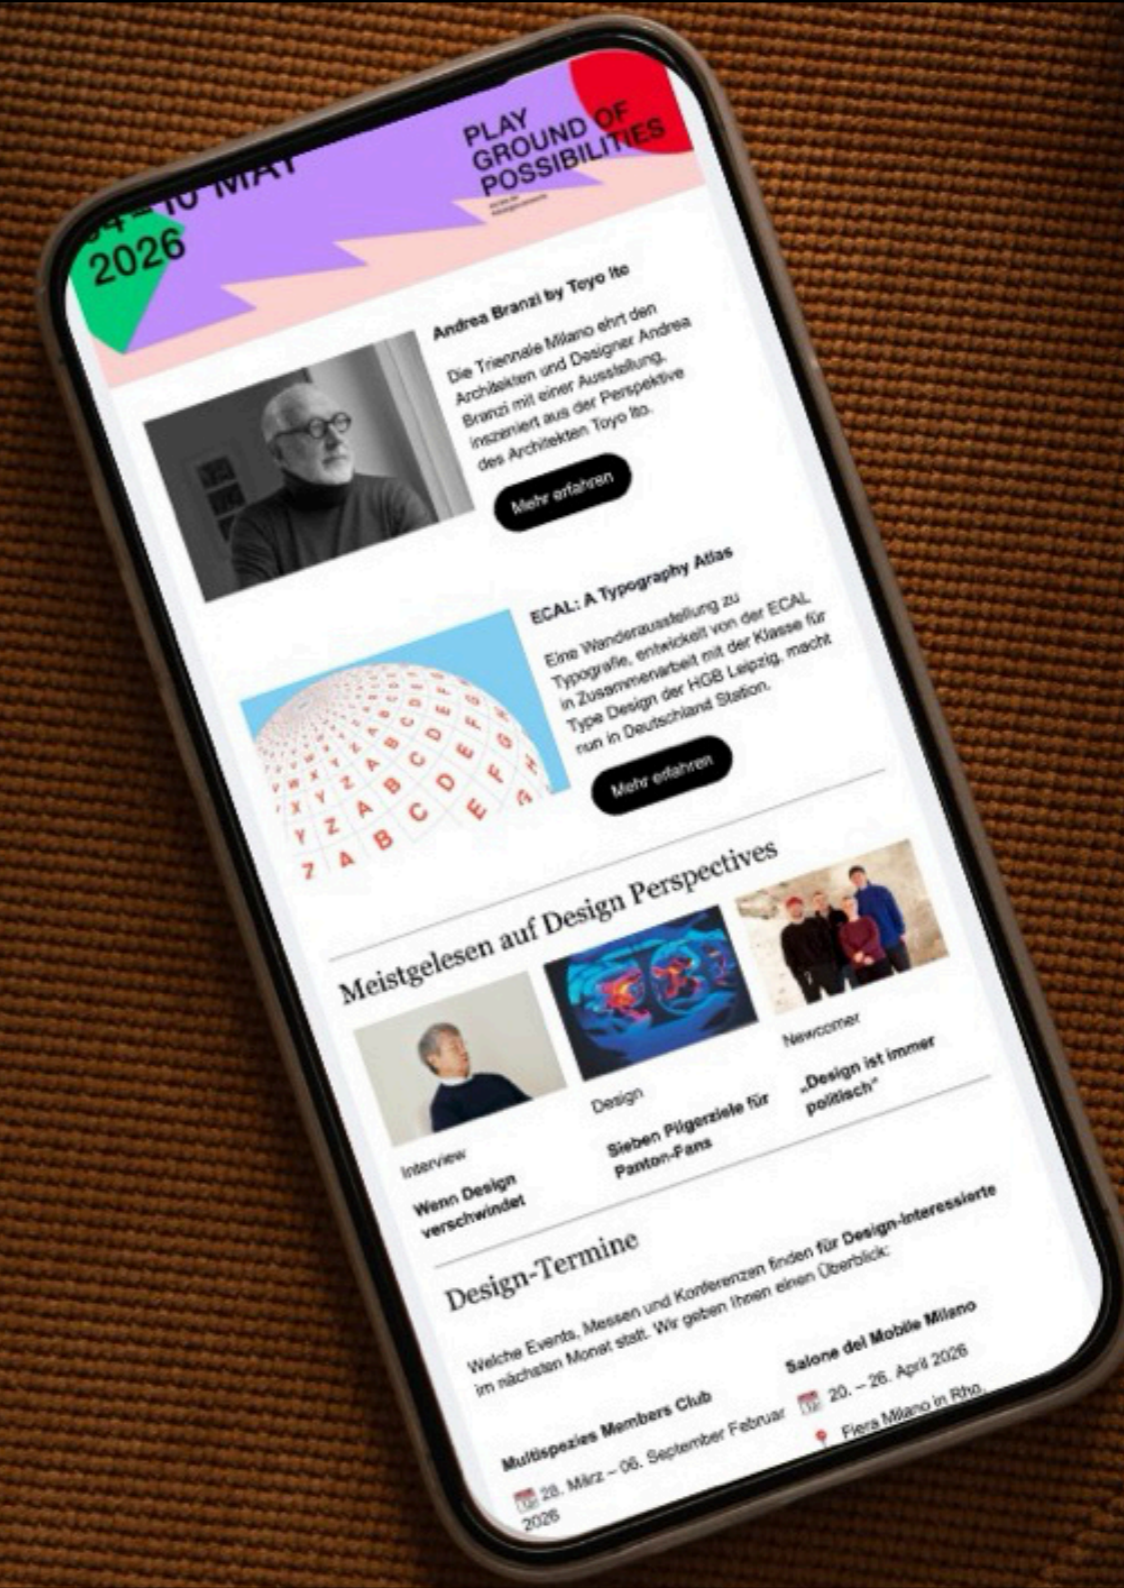 04–10 MAY
2026
PLAY
GROUND OF
POSSIBILITIES
Andrea Branzi by Toyo Ito
Die Triennale Milano ehrt den
Architekten und Designer Andrea
Branzi mit einer Ausstellung,
inszeniert aus der Perspektive
des Architekten Toyo Ito.
Mehr erfahren
ECAL: A Typography Atlas
Eine Wanderausstellung zu
Typografie, entwickelt von der ECAL
in Zusammenarbeit mit der Klasse für
Type Design der HGB Leipzig, macht
nun in Deutschland Station.
Mehr erfahren
X Y Z A B C D E F G H
Y Z A B C D E F G H
Z A B C D E F G H
Z A B C E
Meistgelesen auf Design Perspectives
Interview
Wenn Design
verschwindet
Design
Sieben Pilgerziele für
Panton-Fans
Newcomer
„Design ist immer
politisch“
Design-Termine
Welche Events, Messen und Konferenzen finden für Design-Interessierte
im nächsten Monat statt. Wir geben Ihnen einen Überblick:
Multispezies Members Club
28. März – 06. September Februar
2026
Salone del Mobile Milano
20. – 26. April 2026
Fiera Milano in Rho,